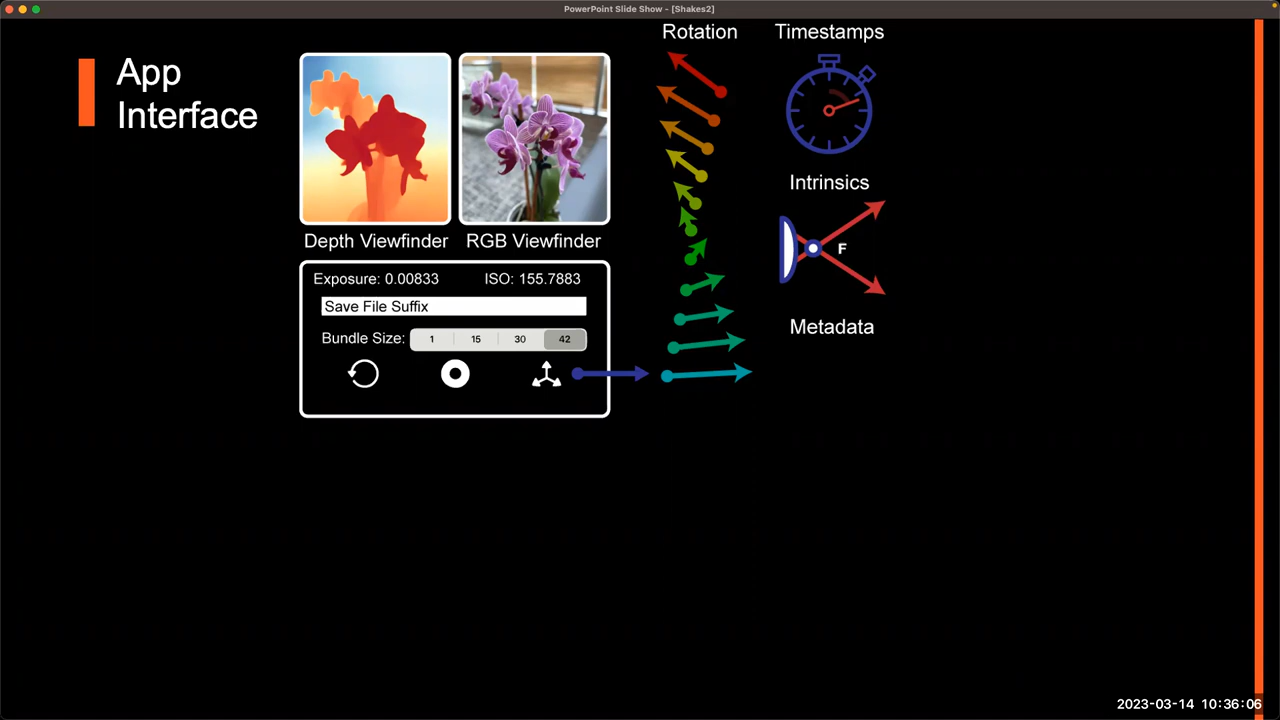 PowerPoint Slide Show - [Shakes2]
App
Interface
Depth Viewfinder
RGB Viewfinder
Exposure: 0.00833
ISO: 155.7883
Save File Suffix
Bundle Size: 1 15 30 42
Rotation
Timestamps
Intrinsics
F
Metadata
2023-03-14 10:36:06